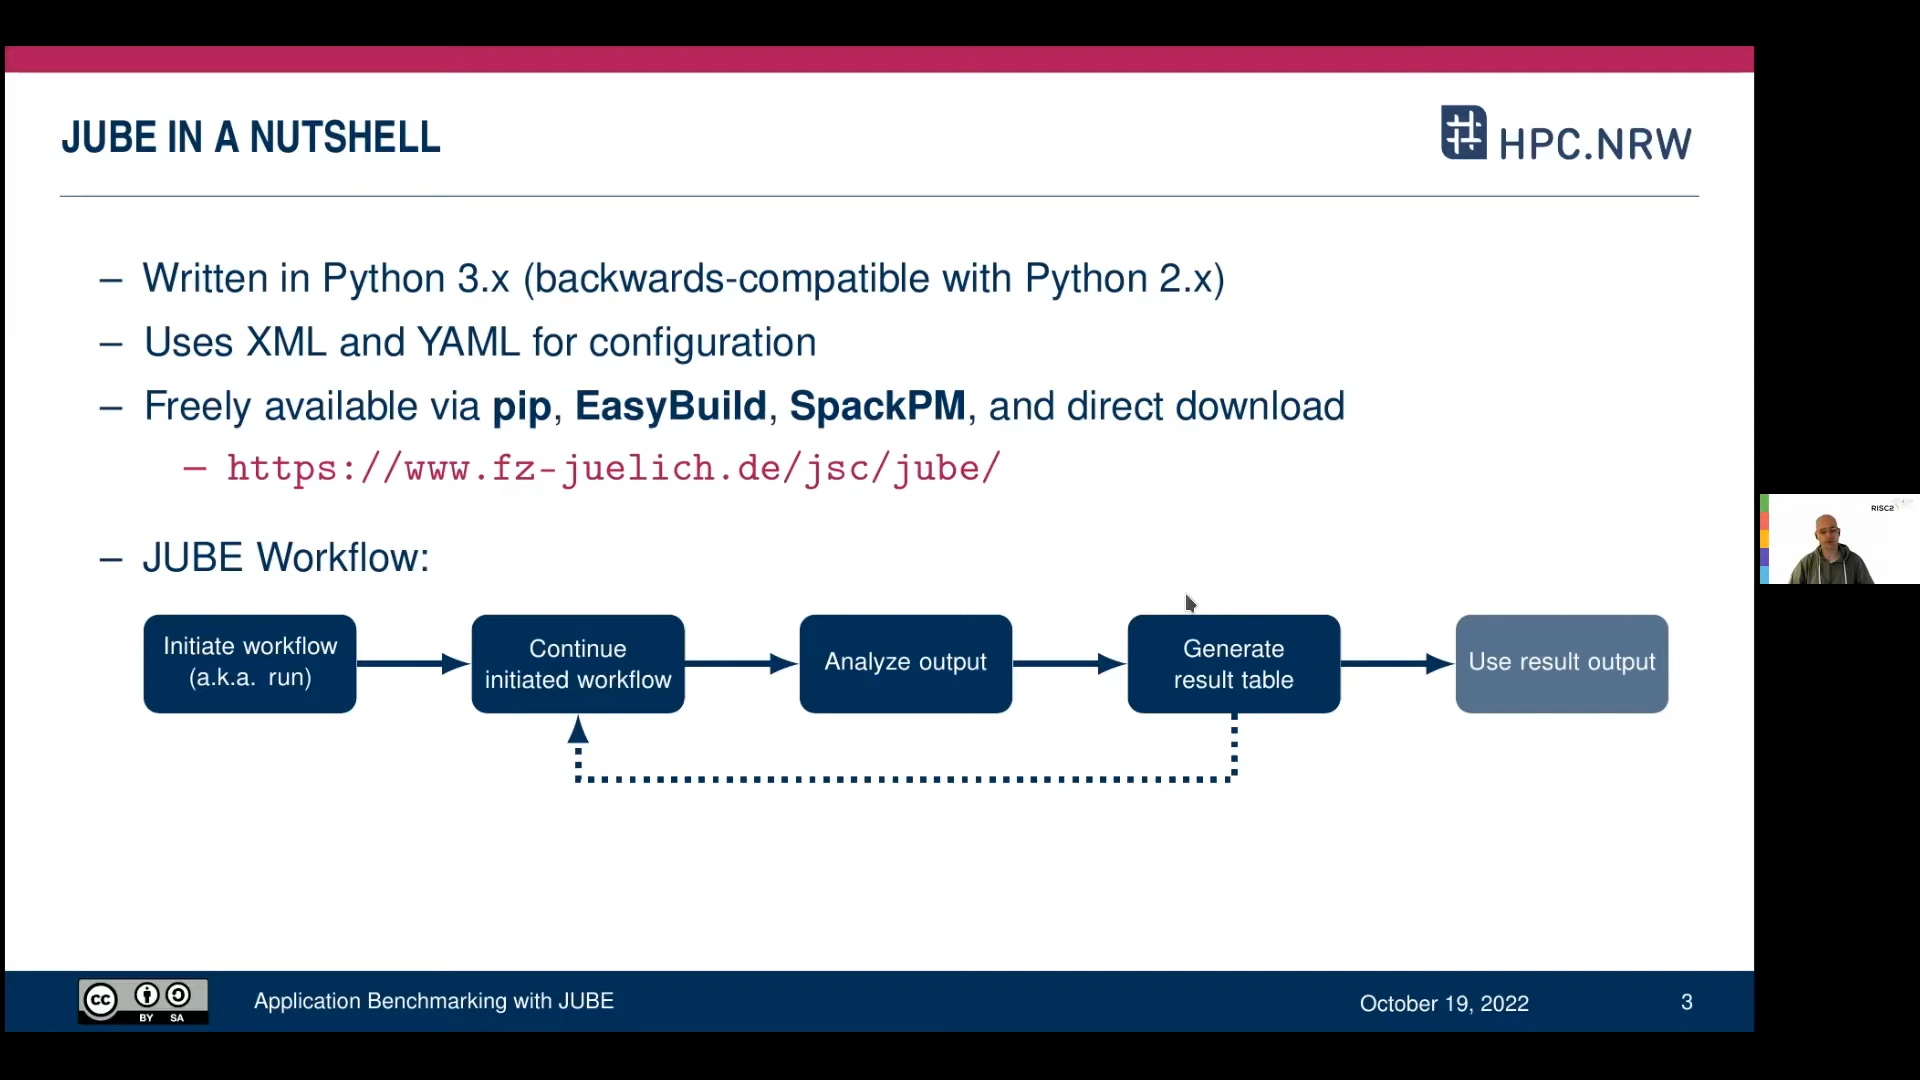 JUBE IN A NUTSHELL
HPC.NRW
– Written in Python 3.x (backwards-compatible with Python 2.x)
– Uses XML and YAML for configuration
– Freely available via pip, EasyBuild, SpackPM, and direct download
– https://www.fz-juelich.de/jsc/jube/
RISC2
– JUBE Workflow:
Initiate workflow
(a.k.a. run)
Continue
initiated workflow
Analyze output
Generate
result table
Use result output
cc BY SA
Application Benchmarking with JUBE
October 19, 2022
3